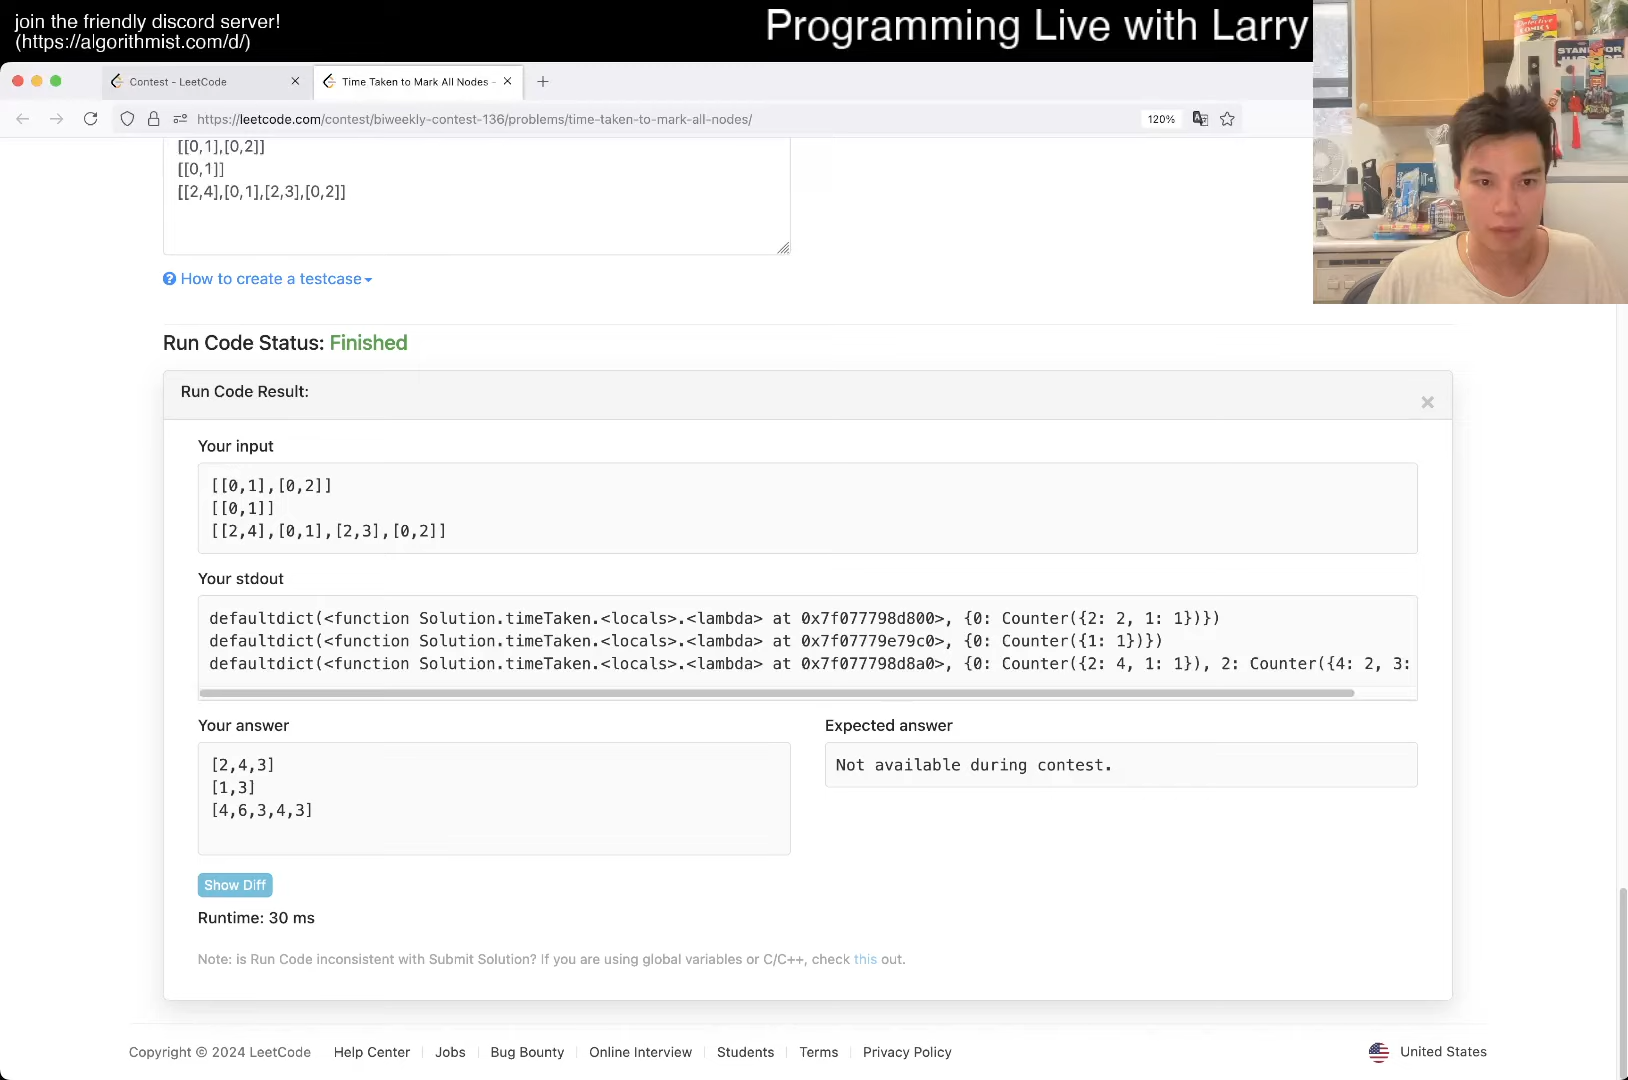 join the friendly discord server!
(https://algorithmist.com/d/)
Programming Live with Larry
Contest - LeetCode
Time Taken to Mark All Nodes -
https://leetcode.com/contest/biweekly-contest-136/problems/time-taken-to-mark-all-nodes/
120%
[[0,1],[0,2]]
[[0,1]]
[[2,4],[0,1],[2,3],[0,2]]
How to create a testcase
Run Code Status: Finished
Run Code Result:
Your input
[[0,1],[0,2]]
[[0,1]]
[[2,4],[0,1],[2,3],[0,2]]
Your stdout
defaultdict(<function Solution.timeTaken.<locals>.<lambda> at 0x7f077798d800>, {0: Counter({2: 2, 1: 1})})
defaultdict(<function Solution.timeTaken.<locals>.<lambda> at 0x7f07779e79c0>, {0: Counter({1: 1})})
defaultdict(<function Solution.timeTaken.<locals>.<lambda> at 0x7f077798d8a0>, {0: Counter({2: 4, 1: 1}), 2: Counter({4: 2, 3:
Your answer
[2,4,3]
[1,3]
[4,6,3,4,3]
Expected answer
Not available during contest.
Show Diff
Runtime: 30 ms
Note: is Run Code inconsistent with Submit Solution? If you are using global variables or C/C++, check this out.
Copyright © 2024 LeetCode
Help Center
Jobs
Bug Bounty
Online Interview
Students
Terms
Privacy Policy
United States